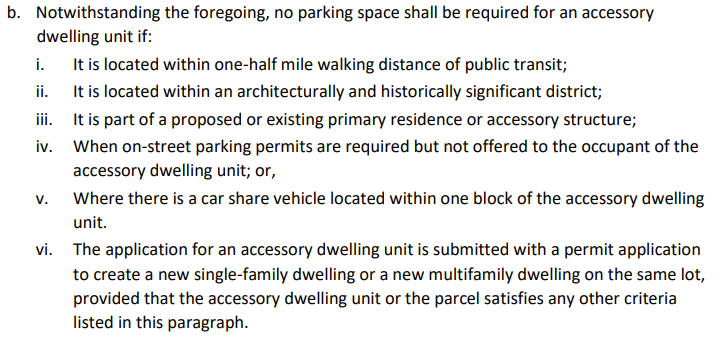 b. Notwithstanding the foregoing, no parking space shall be required for an accessory
dwelling unit if:
i. It is located within one-half mile walking distance of public transit;
ii. It is located within an architecturally and historically significant district;
iii. It is part of a proposed or existing primary residence or accessory structure;
iv. When on-street parking permits are required but not offered to the occupant of the
accessory dwelling unit; or,
v. Where there is a car share vehicle located within one block of the accessory dwelling
unit.
vi. The application for an accessory dwelling unit is submitted with a permit application
to create a new single-family dwelling or a new multifamily dwelling on the same lot,
provided that the accessory dwelling unit or the parcel satisfies any other criteria
listed in this paragraph.